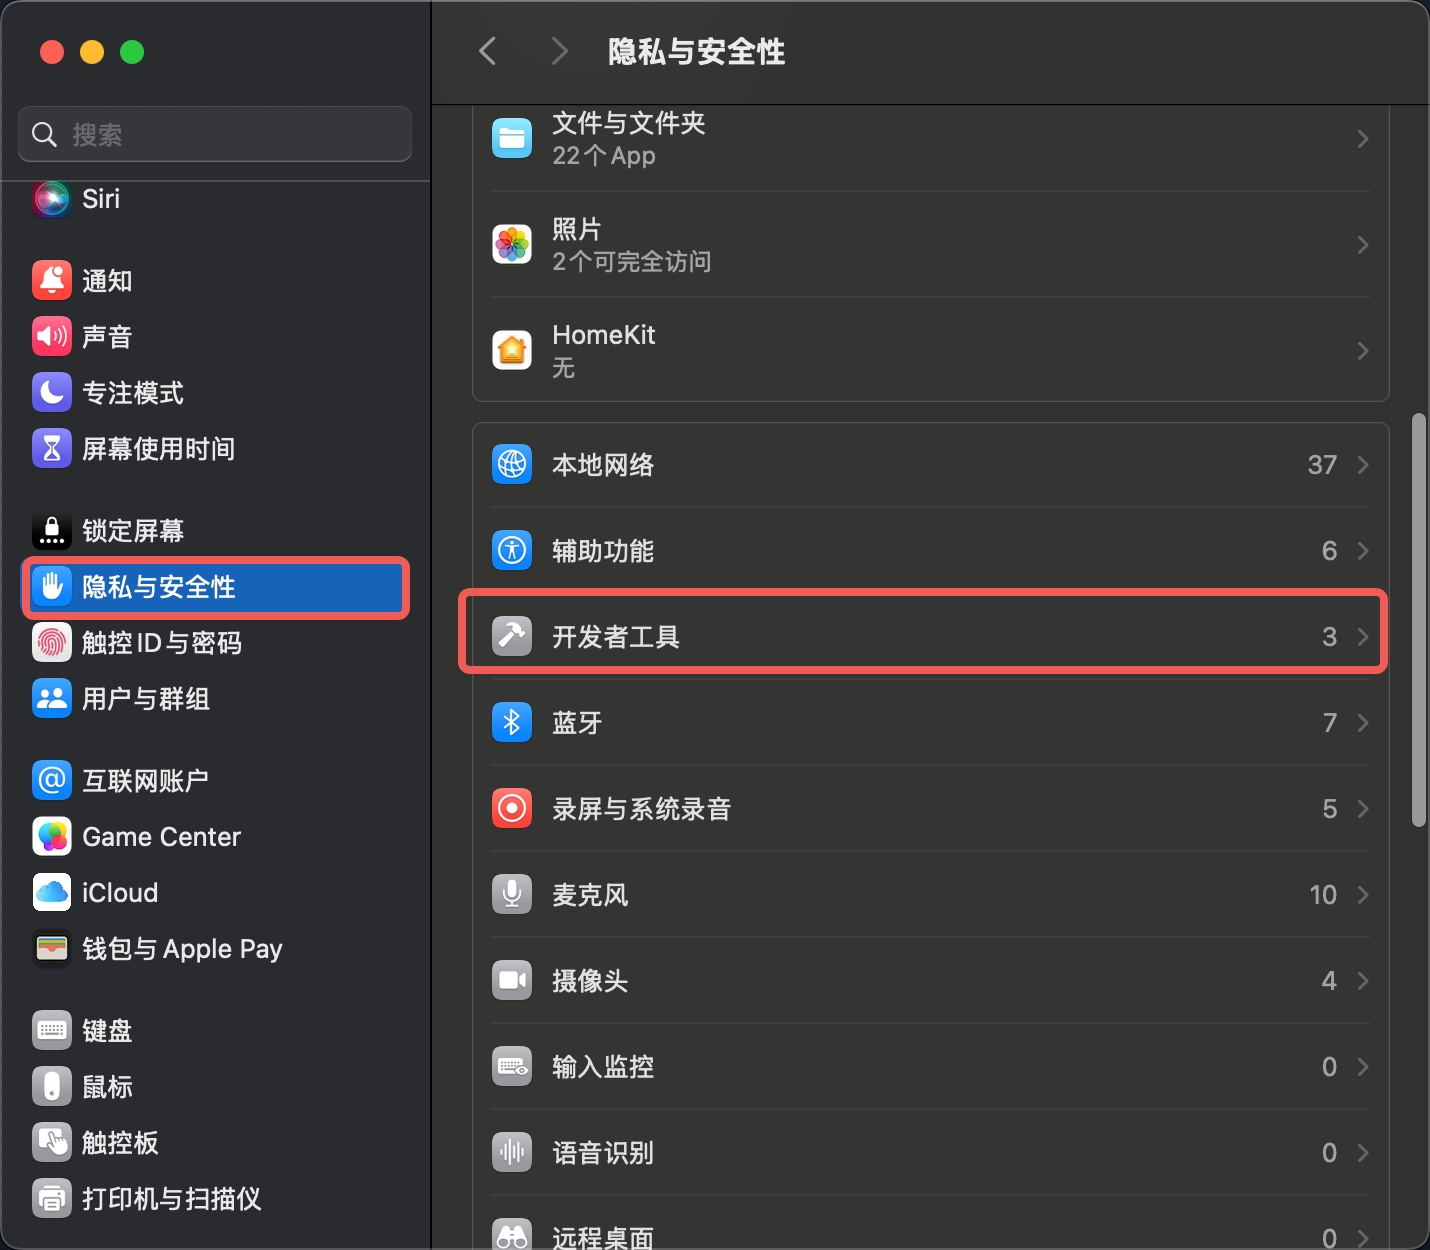 隐私与安全性
搜索
Siri
通知
声音
专注模式
屏幕使用时间
锁定屏幕
隐私与安全性
触控 ID 与密码
用户与群组
互联网账户
Game Center
iCloud
钱包与 Apple Pay
键盘
鼠标
触控板
打印机与扫描仪
文件与文件夹
22 个 App
照片
2 个可完全访问
HomeKit
无
本地网络 37
辅助功能 6
开发者工具 3
蓝牙 7
录屏与系统录音 5
麦克风 10
摄像头 4
输入监控 0
语音识别 0
远程桌面 0